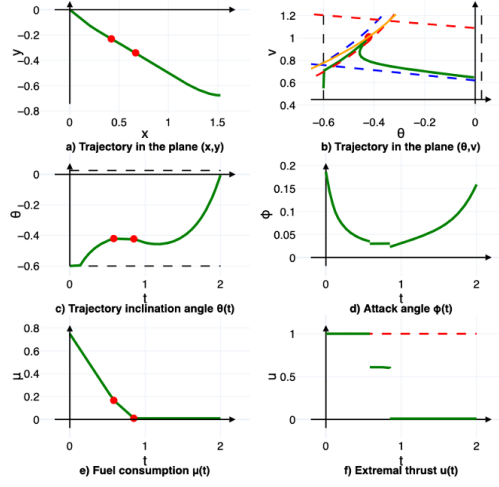 0
−0.2
−0.4
−0.6
−0.8
y
0
0.5
1
1.5
x
a) Trajectory in the plane (x,y)
1.2
1
0.8
0.6
0.4
v
−0.6
−0.4
−0.2
0
θ
b) Trajectory in the plane (θ,v)
0
−0.2
−0.4
−0.6
θ
0
1
2
t
c) Trajectory inclination angle θ(t)
0.2
0.15
0.1
0.05
0
ϕ
0
1
2
t
d) Attack angle ϕ(t)
0.8
0.6
0.4
0.2
0
μ
0
1
2
t
e) Fuel consumption μ(t)
1
0.5
0
u
0
1
2
t
f) Extremal thrust u(t)